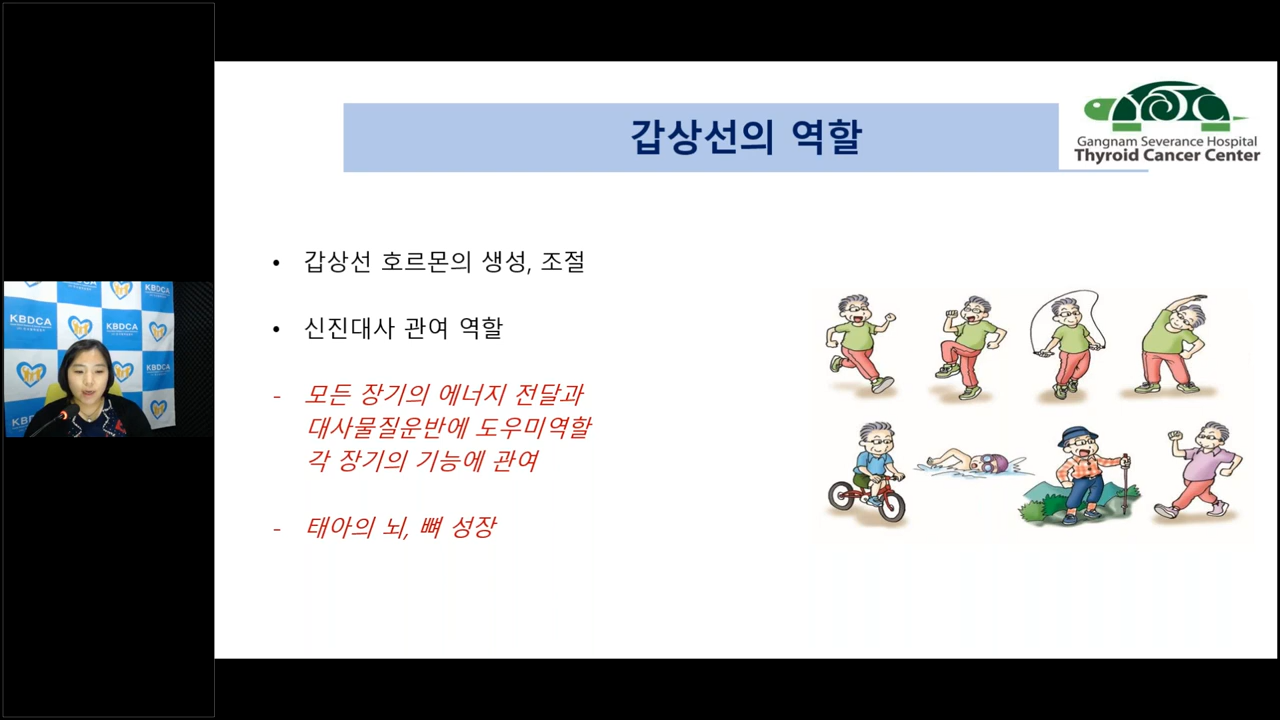 갑상선의 역할
Gangnam Severance Hospital
Thyroid Cancer Center
• 갑상선 호르몬의 생성, 조절
• 신진대사 관여 역할
- 모든 장기의 에너지 전달과
대사물질운반에 도우미역할
각 장기의 기능에 관여
- 태아의 뇌, 뼈 성장
KBDCA
KBDCA
KBDCA
KBDCA